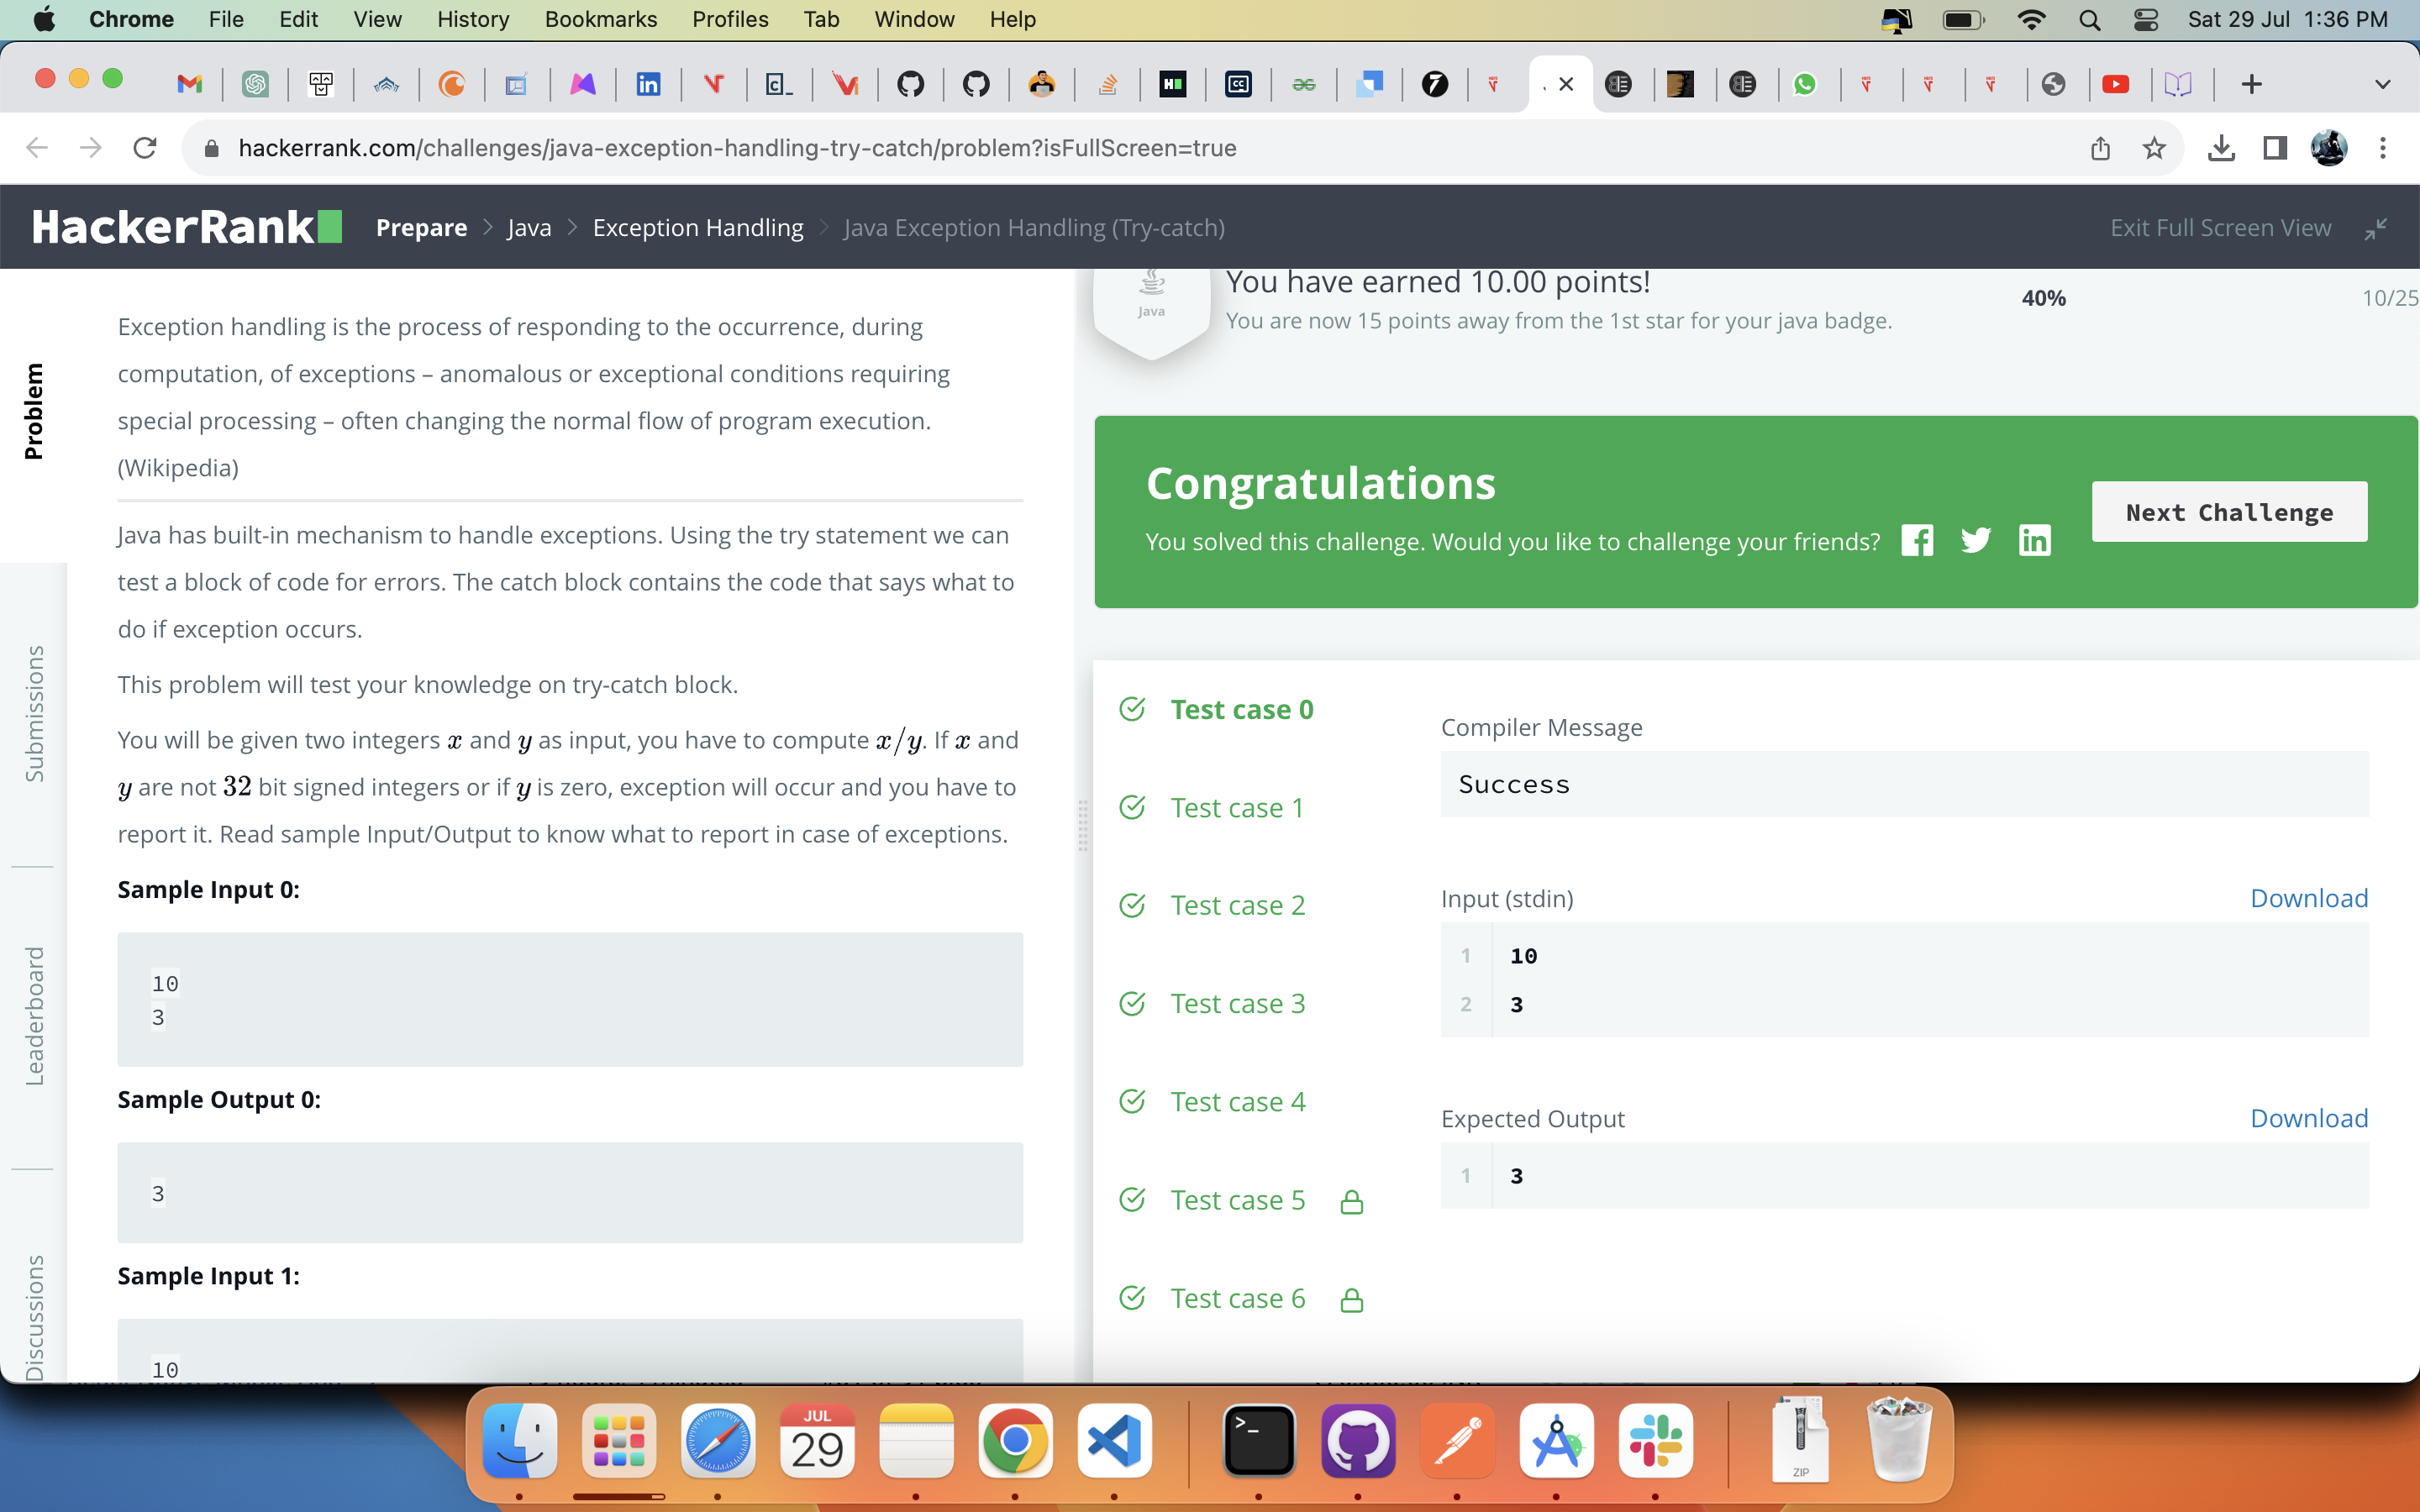 Chrome File Edit View History Bookmarks Profiles Tab Window Help Sat 29 Jul 1:36 PM
hackerrank.com/challenges/java-exception-handling-try-catch/problem?isFullScreen=true
HackerRank Prepare > Java > Exception Handling > Java Exception Handling (Try-catch) Exit Full Screen View
Problem
Submissions
Leaderboard
Discussions
Exception handling is the process of responding to the occurrence, during
computation, of exceptions – anomalous or exceptional conditions requiring
special processing – often changing the normal flow of program execution.
(Wikipedia)
Java has built-in mechanism to handle exceptions. Using the try statement we can
test a block of code for errors. The catch block contains the code that says what to
do if exception occurs.
This problem will test your knowledge on try-catch block.
You will be given two integers x and y as input, you have to compute x/y. If x and
y are not 32 bit signed integers or if y is zero, exception will occur and you have to
report it. Read sample Input/Output to know what to report in case of exceptions.
Sample Input 0:
10
3
Sample Output 0:
3
Sample Input 1:
10
Java
You have earned 10.00 points!
You are now 15 points away from the 1st star for your java badge.
40% 10/25
Congratulations
You solved this challenge. Would you like to challenge your friends?
Next Challenge
Test case 0
Test case 1
Test case 2
Test case 3
Test case 4
Test case 5
Test case 6
Compiler Message
Success
Input (stdin) Download
1 10
2 3
Expected Output Download
1 3
JUL
29
ZIP